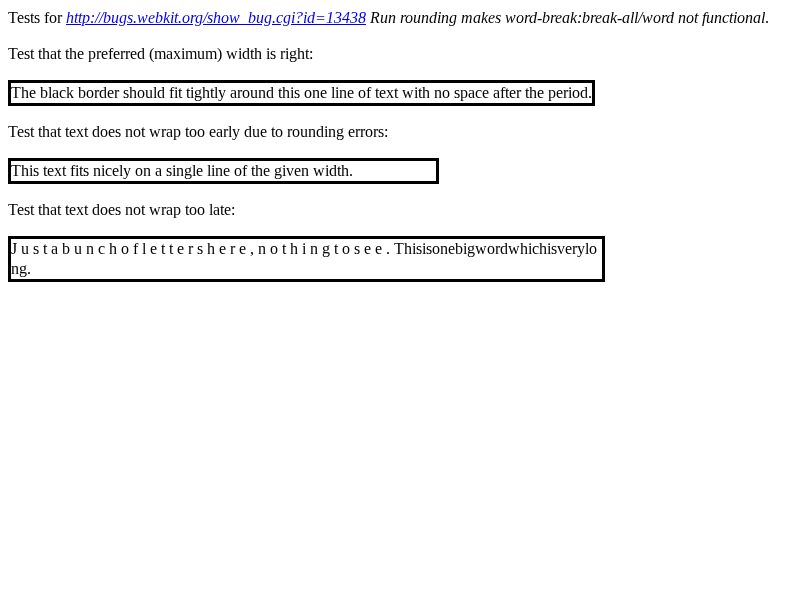 Tests for http://bugs.webkit.org/show_bug.cgi?id=13438 Run rounding makes word-break:break-all/word not functional.
Test that the preferred (maximum) width is right:
The black border should fit tightly around this one line of text with no space after the period.
Test that text does not wrap too early due to rounding errors:
This text fits nicely on a single line of the given width.
Test that text does not wrap too late:
J u s t a b u n c h o f l e t t e r s h e r e , n o t h i n g t o s e e . Thisisonebigwordwhichisverylo
ng.